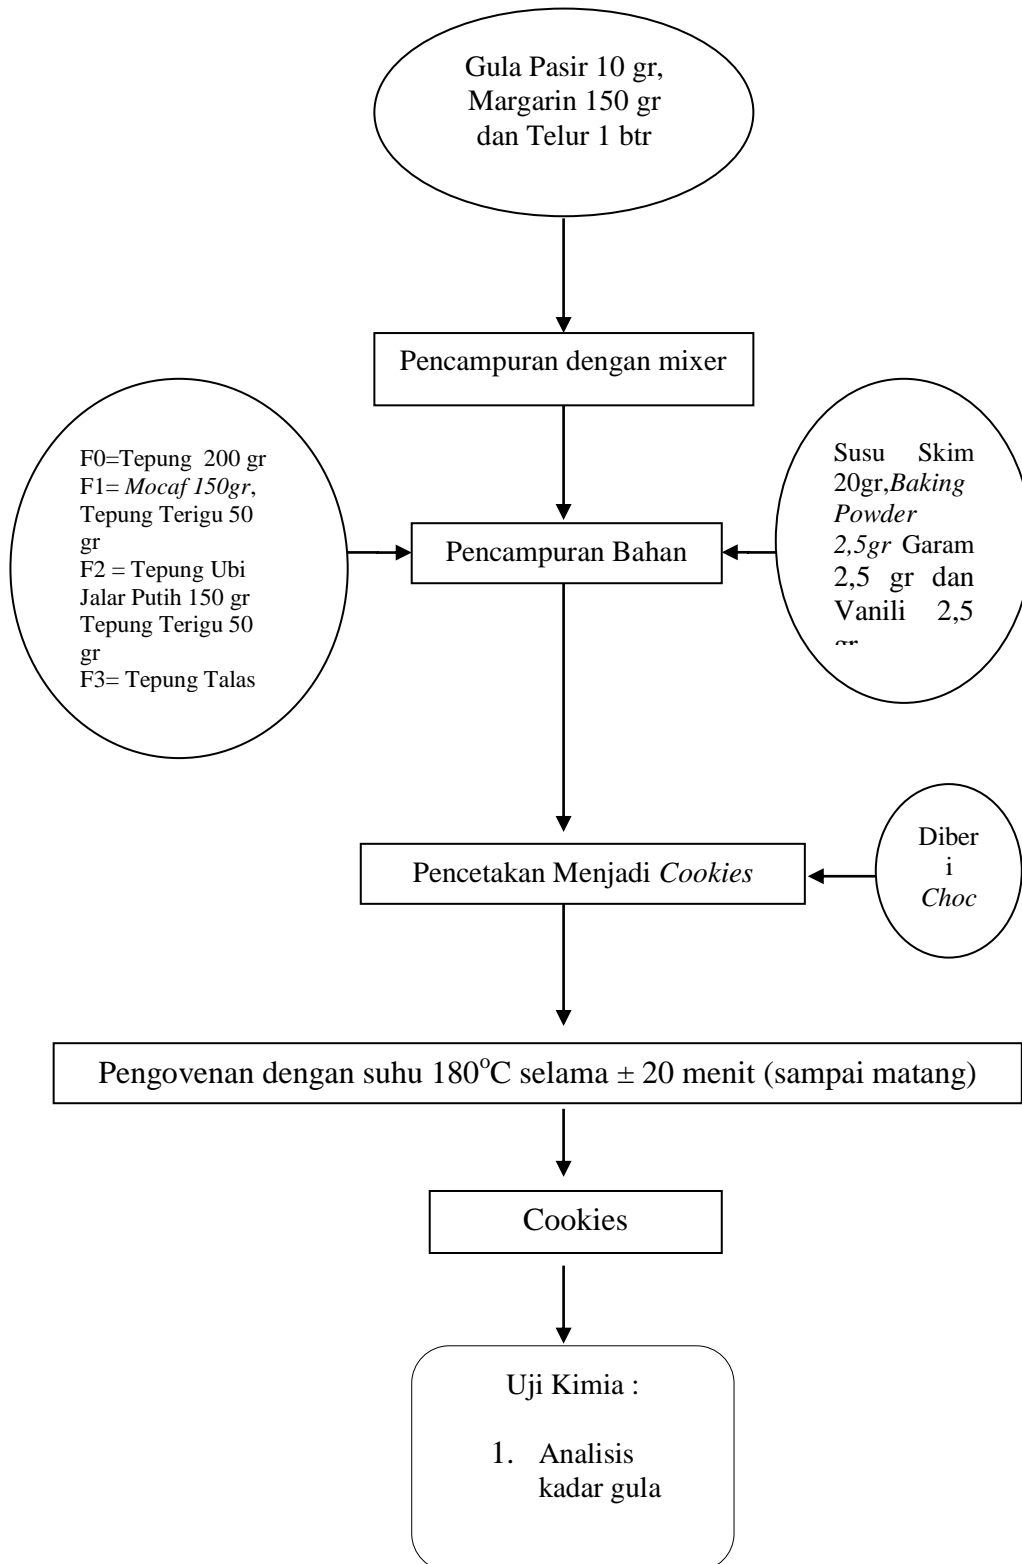 Gula Pasir 10 gr,
Margarin 150 gr
dan Telur 1 btr
Pencampuran dengan mixer
F0=Tepung 200 gr
F1= Mocaf 150gr,
Tepung Terigu 50
gr
F2 = Tepung Ubi
Jalar Putih 150 gr
Tepung Terigu 50
gr
F3= Tepung Talas
Pencampuran Bahan
Susu Skim
20gr,Baking
Powder
2,5gr Garam
2,5 gr dan
Vanili 2,5
Pencetakan Menjadi Cookies
Diber
i
Choc
Pengovenan dengan suhu 180°C selama ± 20 menit (sampai matang)
Cookies
Uji Kimia :
1. Analisis
kadar gula